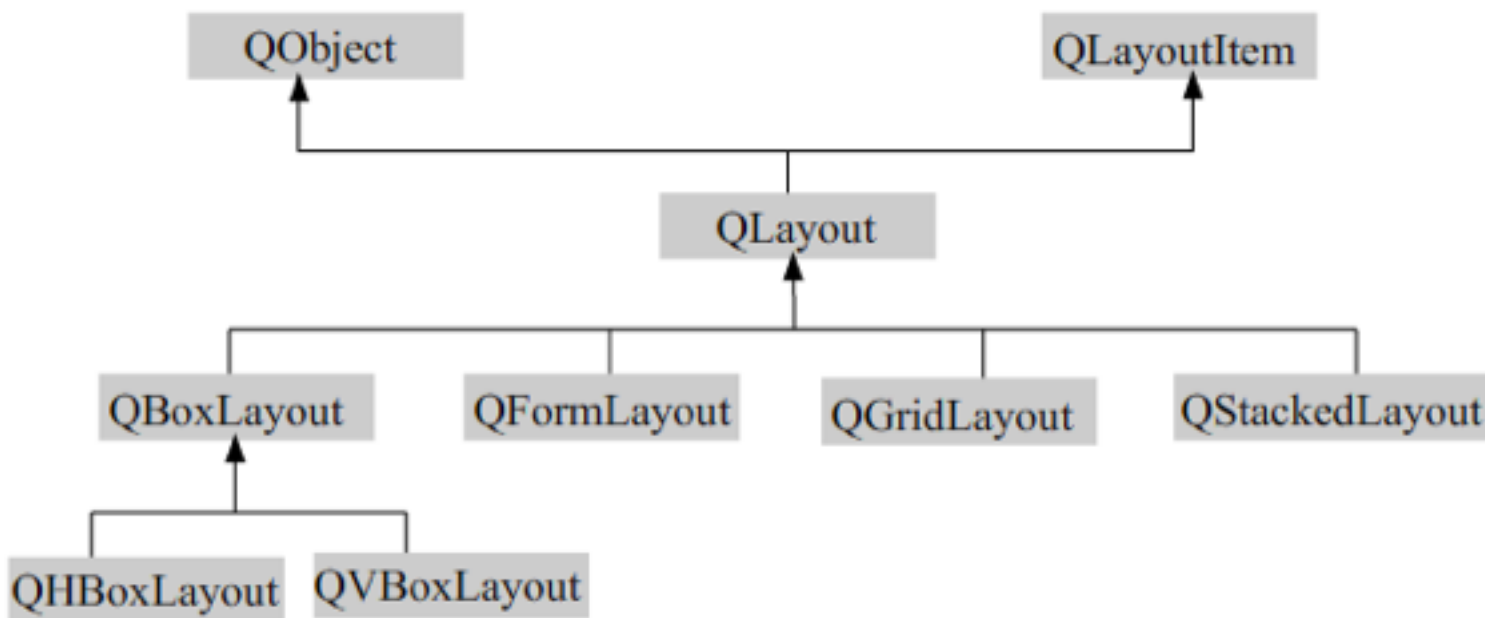 QObject
QLayoutItem
QLayout
QBoxLayout
QFormLayout
QGridLayout
QStackedLayout
QHBoxLayout
QVBoxLayout